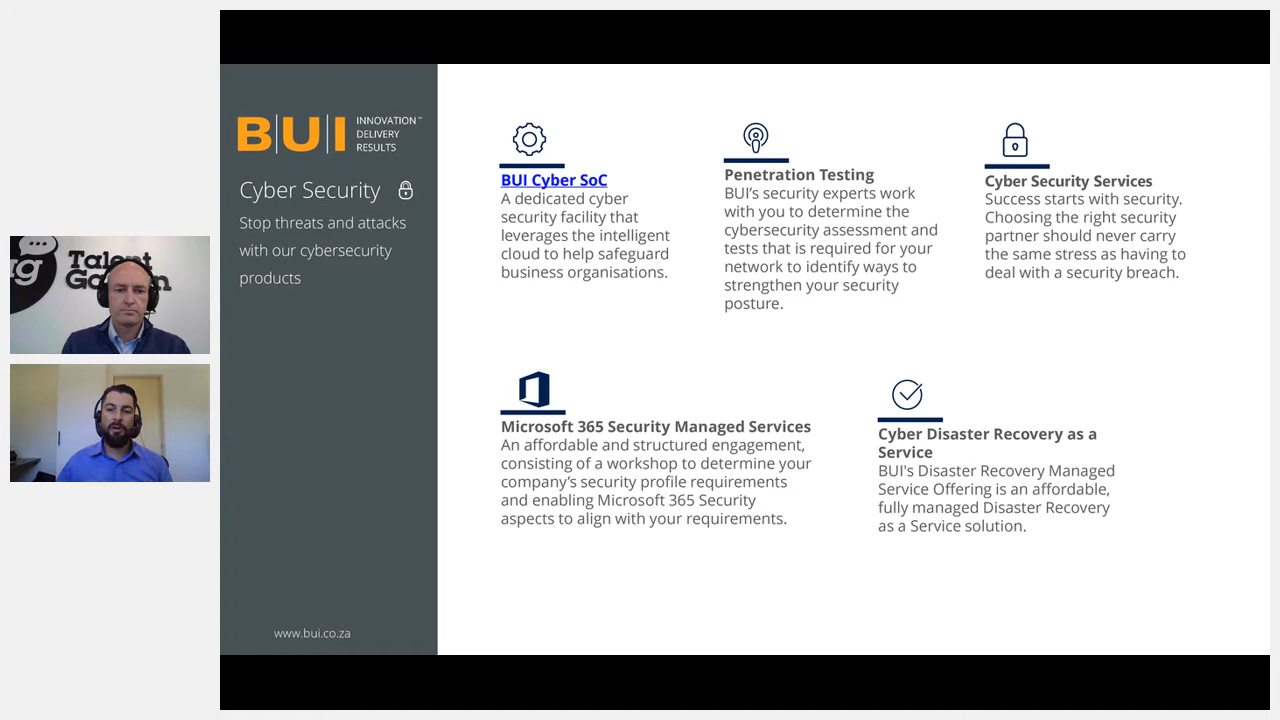 BUI
INNOVATION™
DELIVERY
RESULTS
Cyber Security
Stop threats and attacks
with our cybersecurity
products
www.bui.co.za
BUI Cyber SoC
A dedicated cyber
security facility that
leverages the intelligent
cloud to help safeguard
business organisations.
Penetration Testing
BUI’s security experts work
with you to determine the
cybersecurity assessment and
tests that is required for your
network to identify ways to
strengthen your security
posture.
Cyber Security Services
Success starts with security.
Choosing the right security
partner should never carry
the same stress as having to
deal with a security breach.
Microsoft 365 Security Managed Services
An affordable and structured engagement,
consisting of a workshop to determine your
company’s security profile requirements
and enabling Microsoft 365 Security
aspects to align with your requirements.
Cyber Disaster Recovery as a
Service
BUI's Disaster Recovery Managed
Service Offering is an affordable,
fully managed Disaster Recovery
as a Service solution.
Talent